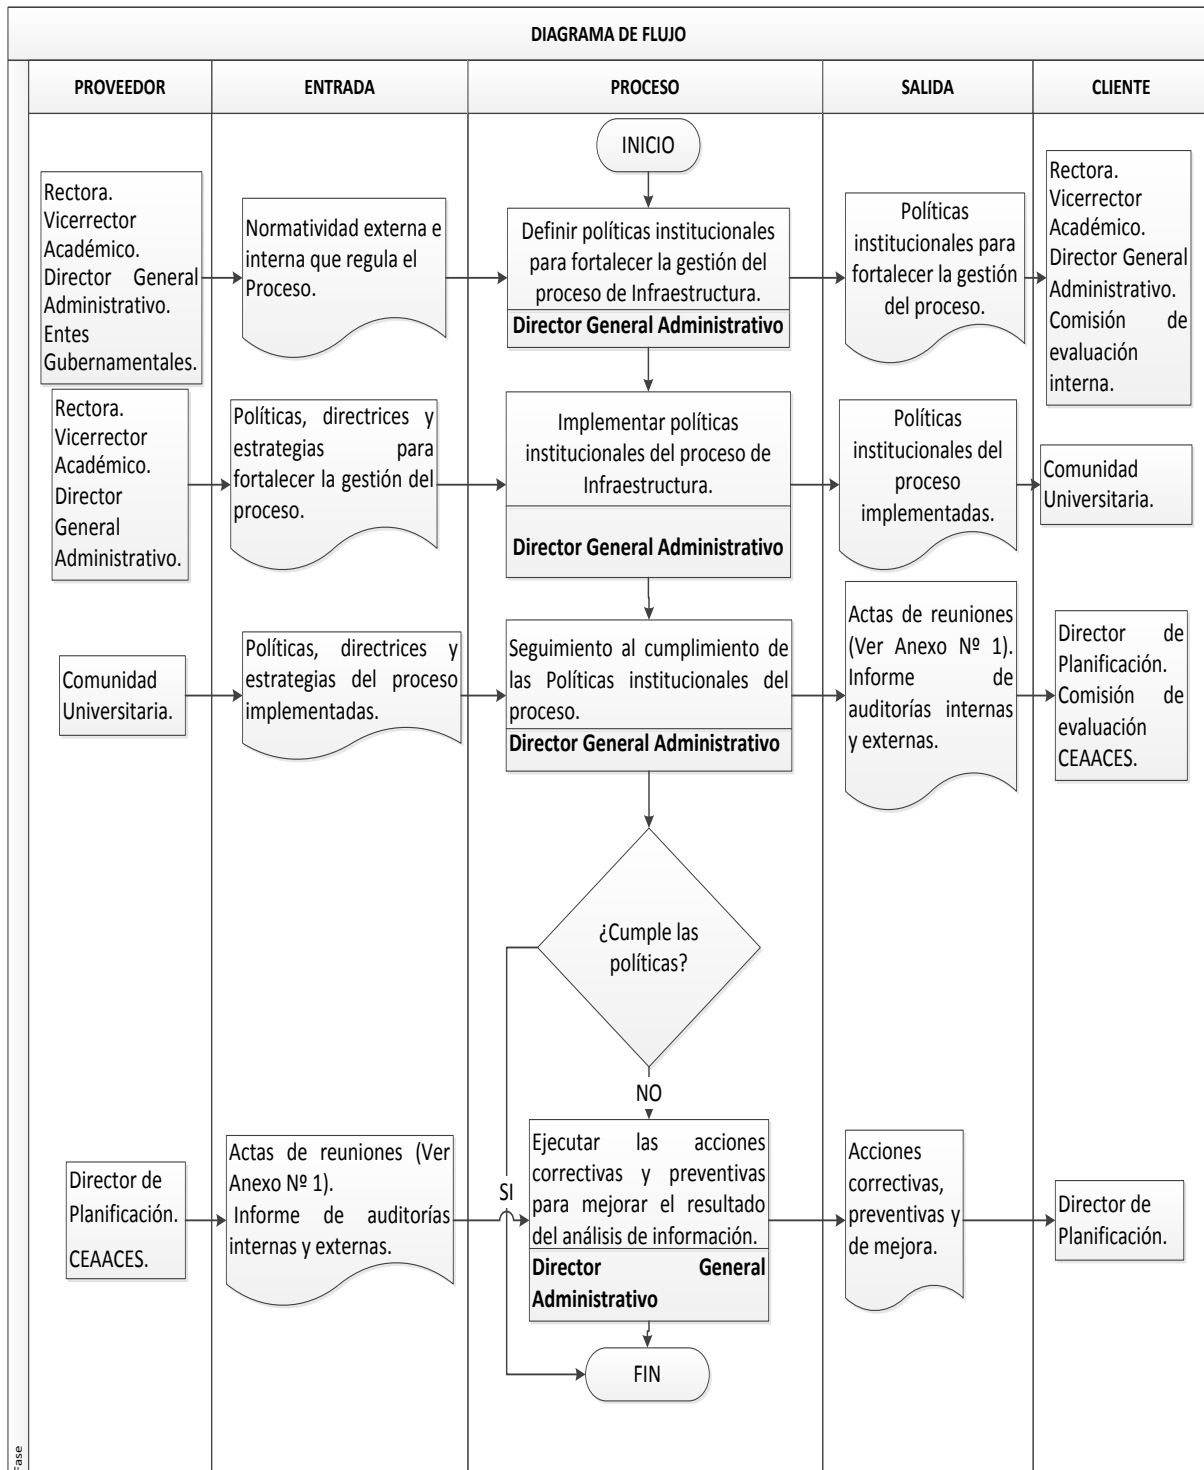 DIAGRAMA DE FLUJO
PROVEEDOR
ENTRADA
PROCESO
SALIDA
CLIENTE
INICIO
Rectora.
Vicerrector
Académico.
Director General
Administrativo.
Entes
Gubernamentales.
Normatividad externa e
interna que regula el
Proceso.
Definir políticas institucionales
para fortalecer la gestión del
proceso de Infraestructura.
Director General Administrativo
Políticas
institucionales para
fortalecer la gestión
del proceso.
Rectora.
Vicerrector
Académico.
Director General
Administrativo.
Comisión de
evaluación
interna.
Rectora.
Vicerrector
Académico.
Director
General
Administrativo.
Políticas, directrices y
estrategias para
fortalecer la gestión del
proceso.
Implementar políticas
institucionales del proceso de
Infraestructura.
Director General Administrativo
Políticas
institucionales del
proceso
implementadas.
Comunidad
Universitaria.
Comunidad
Universitaria.
Políticas, directrices y
estrategias del proceso
implementadas.
Seguimiento al cumplimiento de
las Políticas institucionales del
proceso.
Director General Administrativo
Actas de reuniones
(Ver Anexo Nº 1).
Informe de
auditorías internas
y externas.
Director de
Planificación.
Comisión de
evaluación
CEAACES.
¿Cumple las
políticas?
NO
SI
Director de
Planificación.
CEAACES.
Actas de reuniones (Ver
Anexo Nº 1).
Informe de auditorías
internas y externas.
Ejecutar las acciones
correctivas y preventivas
para mejorar el resultado
del análisis de información.
Director General
Administrativo
Acciones
correctivas,
preventivas y
de mejora.
Director de
Planificación.
FIN
Fase